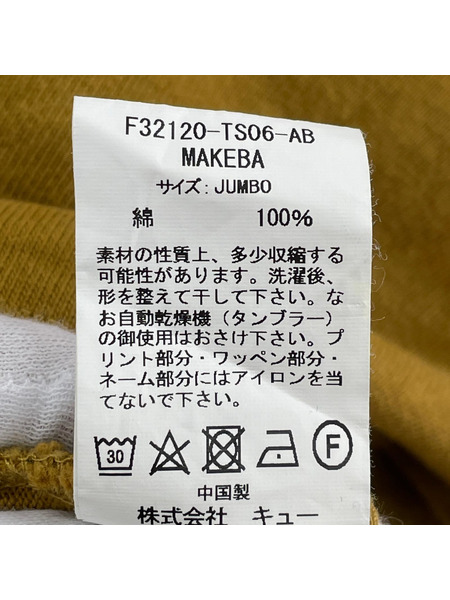 F32120-TS06-AB
MAKEBA
サイズ: JUMBO
綿 100%
素材の性質上、多少収縮する
可能性があります。洗濯後、
形を整えて干して下さい。な
お自動乾燥機（タンブラー）
の御使用はおさけ下さい。プ
リント部分・ワッペン部分・
ネーム部分にはアイロンを当
てないで下さい。
30 F
中国製
株式会社 キュー